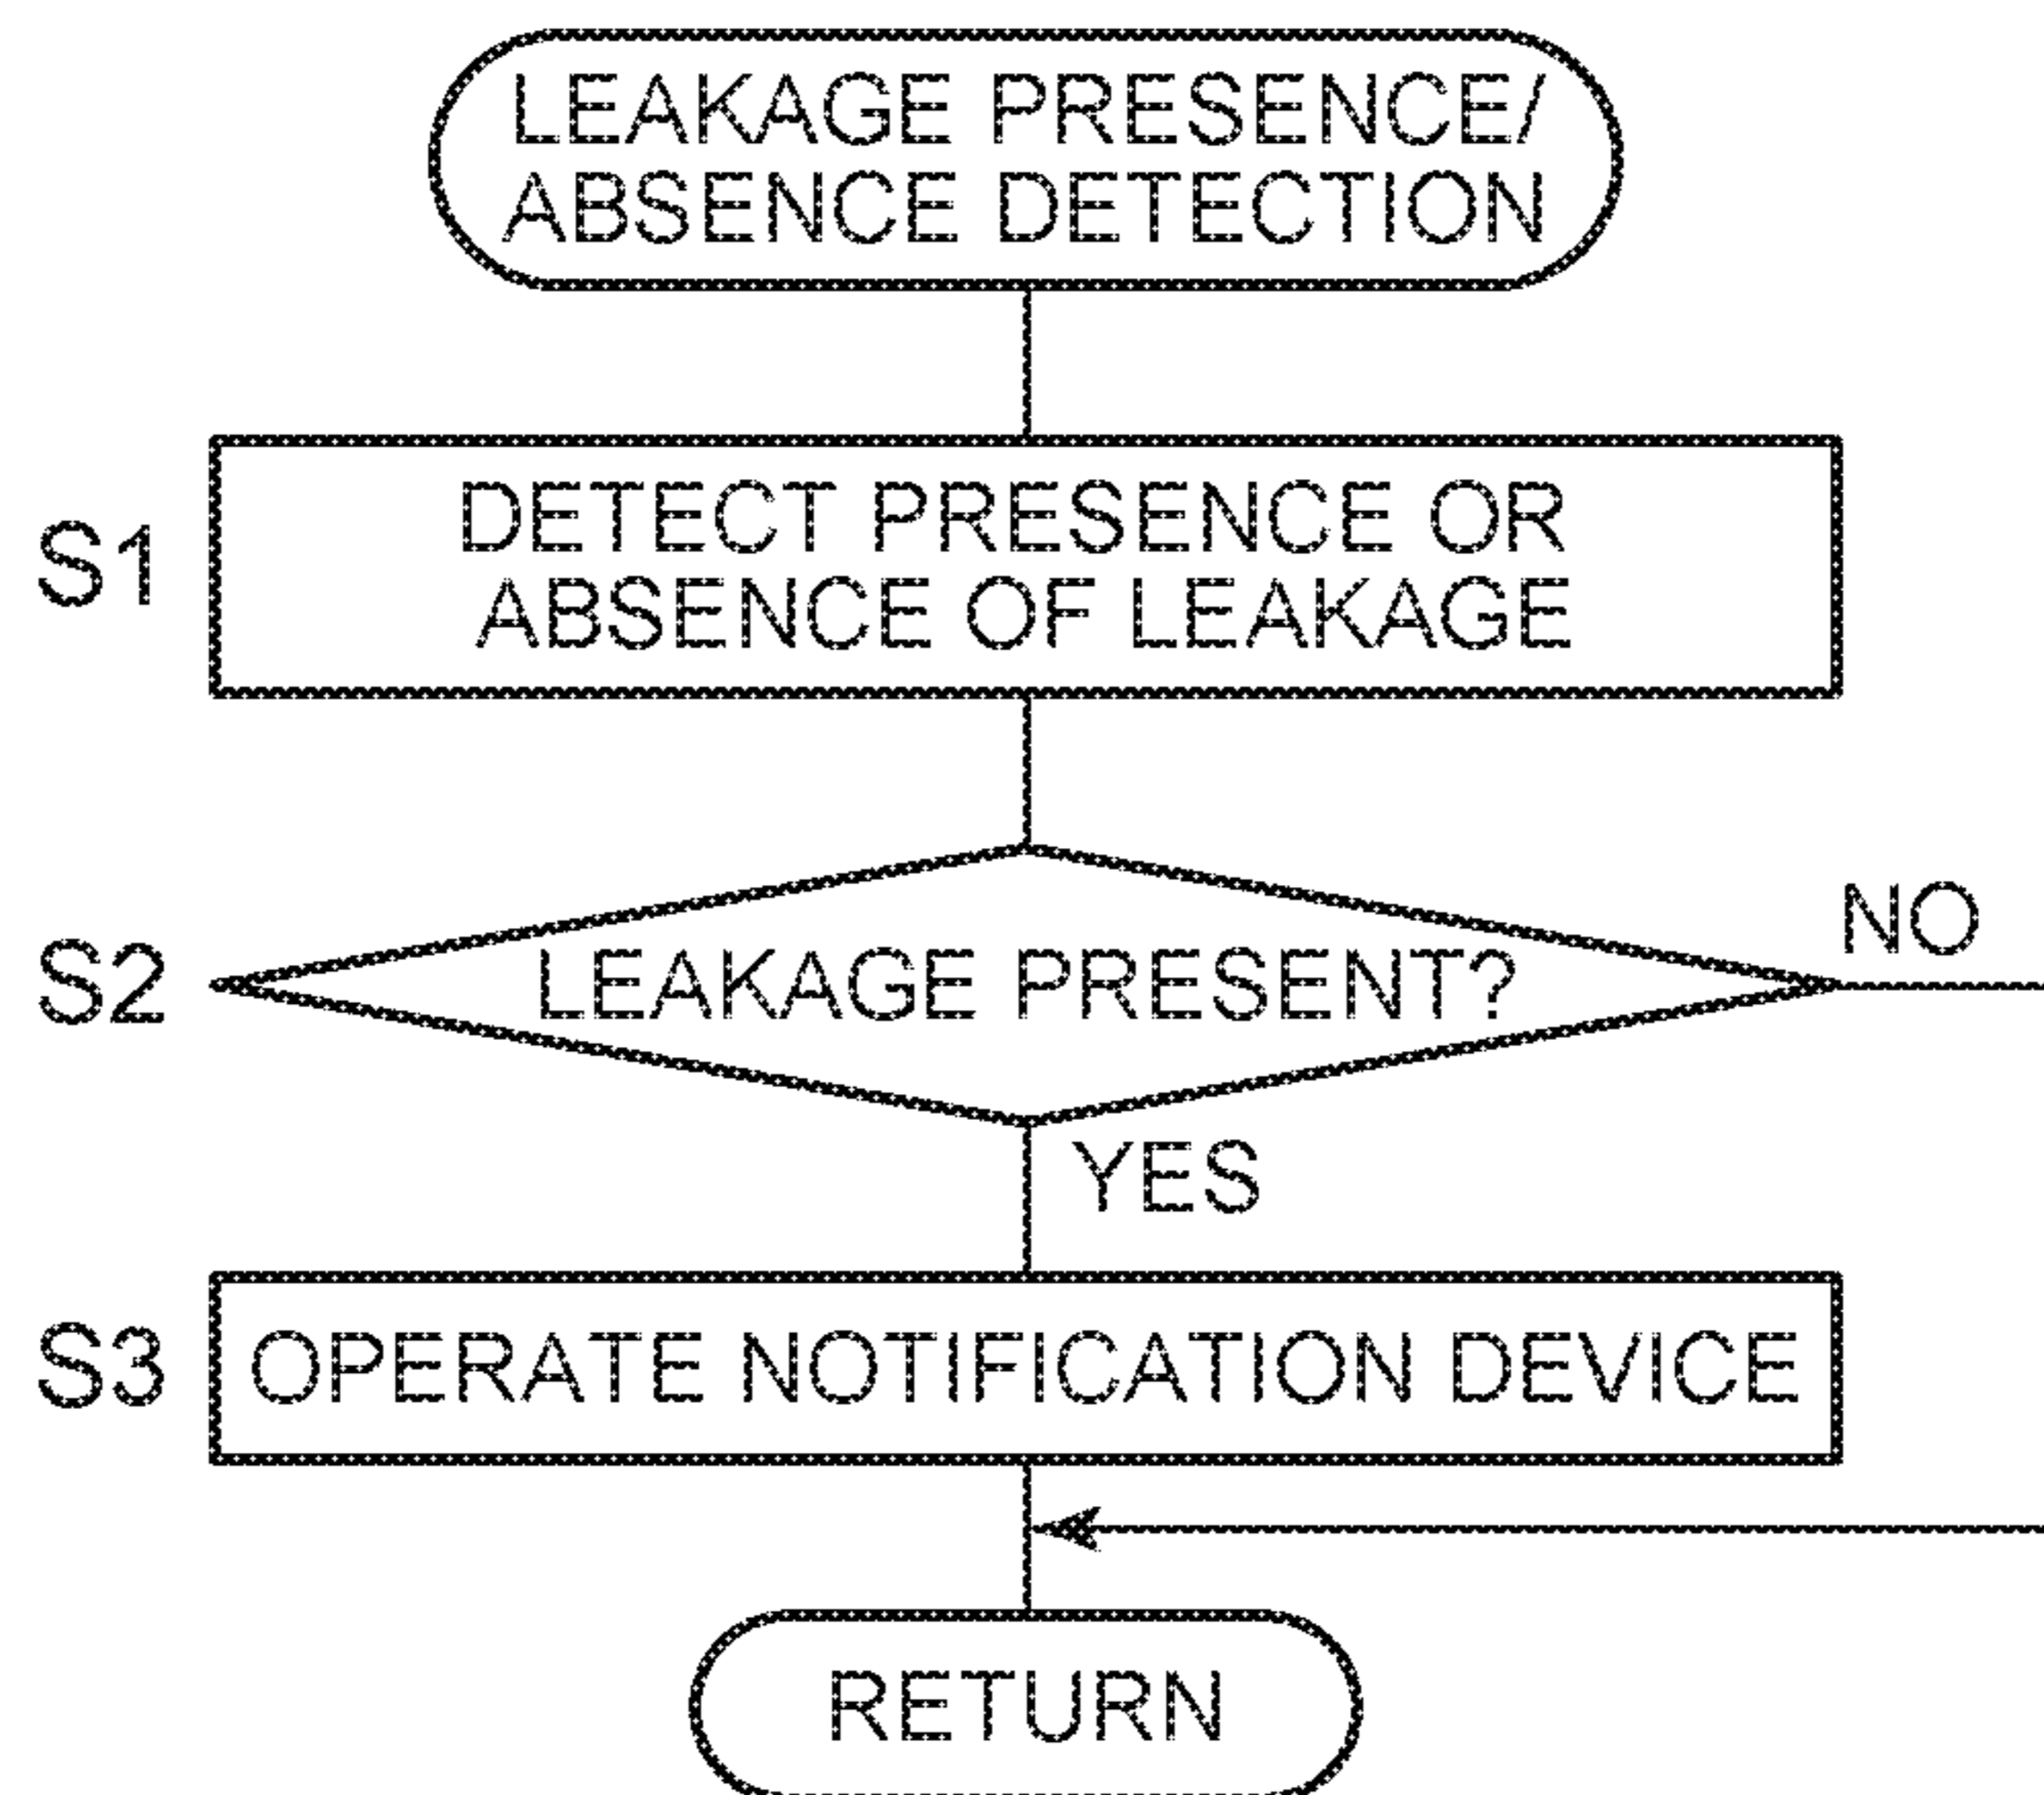 LEAKAGE PRESENCE/
ABSENCE DETECTION
S1
DETECT PRESENCE OR
ABSENCE OF LEAKAGE
S2
LEAKAGE PRESENT?
NO
YES
S3
OPERATE NOTIFICATION DEVICE
RETURN